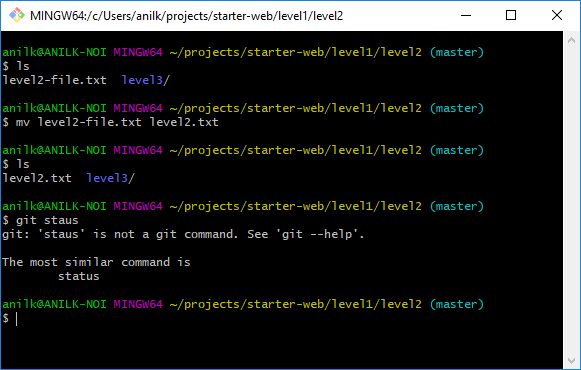 MINGW64:/c/Users/anilk/projects/starter-web/level1/level2
anilk@ANILK-NOI MINGW64 ~/projects/starter-web/level1/level2 (master)
$ ls
level2-file.txt  level3/
anilk@ANILK-NOI MINGW64 ~/projects/starter-web/level1/level2 (master)
$ mv level2-file.txt level2.txt
anilk@ANILK-NOI MINGW64 ~/projects/starter-web/level1/level2 (master)
$ ls
level2.txt  level3/
anilk@ANILK-NOI MINGW64 ~/projects/starter-web/level1/level2 (master)
$ git staus
git: 'staus' is not a git command. See 'git --help'.
The most similar command is
        status
anilk@ANILK-NOI MINGW64 ~/projects/starter-web/level1/level2 (master)
$